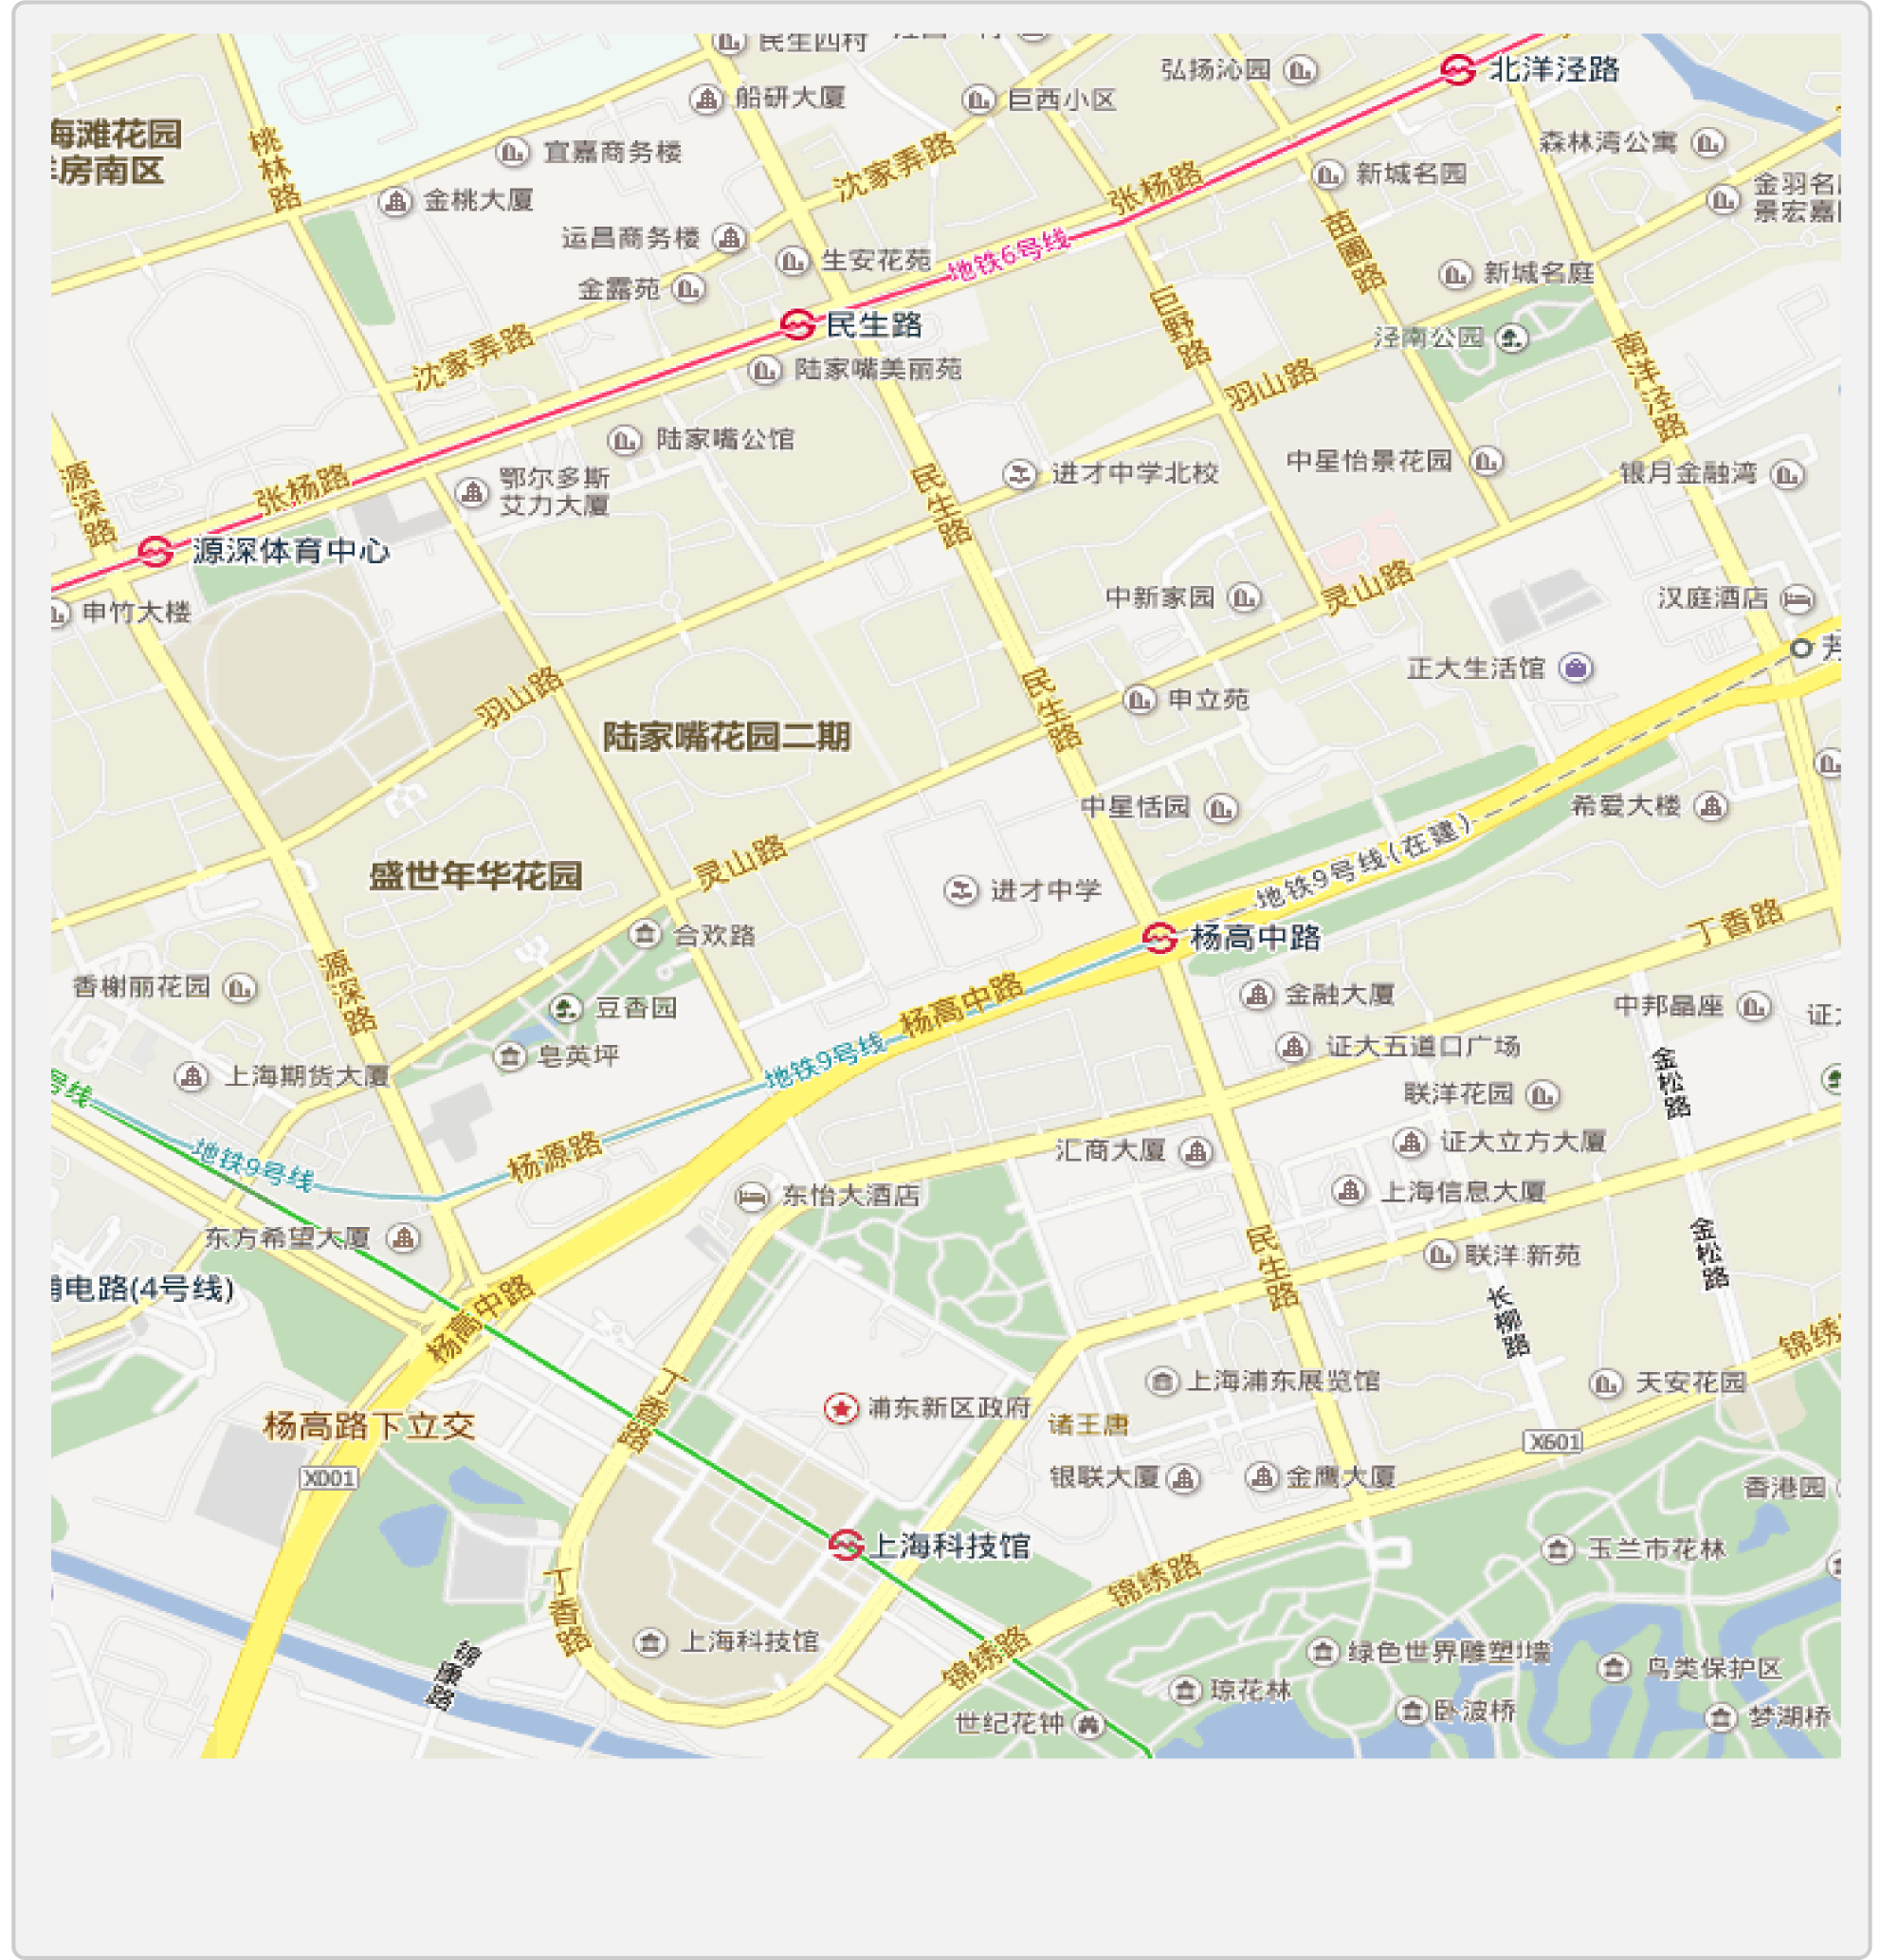 民生四村
弘扬沁园
北洋泾路
船研大厦
巨西小区
海滩花园
房南区
桃林路
宜嘉商务楼
沈家弄路
森林湾公寓
张杨路
新城名园
金羽名
景宏嘉
金桃大厦
运昌商务楼
苗圃路
地铁6号线
生安花苑
新城名庭
金露苑
民生路
巨野路
泾南公园
南洋泾路
沈家弄路
陆家嘴美丽苑
羽山路
陆家嘴公馆
中星怡景花园
银月金融湾
源深路
张杨路
鄂尔多斯
艾力大厦
民生路
进才中学北校
源深体育中心
灵山路
申竹大楼
中新家园
汉庭酒店
芳
羽山路
民生路
正大生活馆
申立苑
陆家嘴花园二期
中星恬园
希爱大楼
盛世年华花园
灵山路
地铁9号线(在建)
进才中学
合欢路
杨高中路
丁香路
源深路
香榭丽花园
豆香园
杨高中路
金融大厦
中邦晶座
证
皂英坪
证大五道口广场
金松路
上海期货大厦
地铁9号线
联洋花园
号线
地铁9号线
杨源路
汇商大厦
证大立方大厦
东怡大酒店
上海信息大厦
东方希望大厦
民生路
联洋新苑
金松路
电路(4号线)
杨高中路
长柳路
锦绣
丁香路
上海浦东展览馆
天安花园
浦东新区政府
诸王唐
杨高路下立交
X601
X001
银联大厦
金鹰大厦
香港园
上海科技馆
玉兰市花林
丁香路
锦绣路
上海科技馆
锦康路
锦绣路
绿色世界雕塑墙
鸟类保护区
琼花林
卧波桥
梦湖桥
世纪花钟